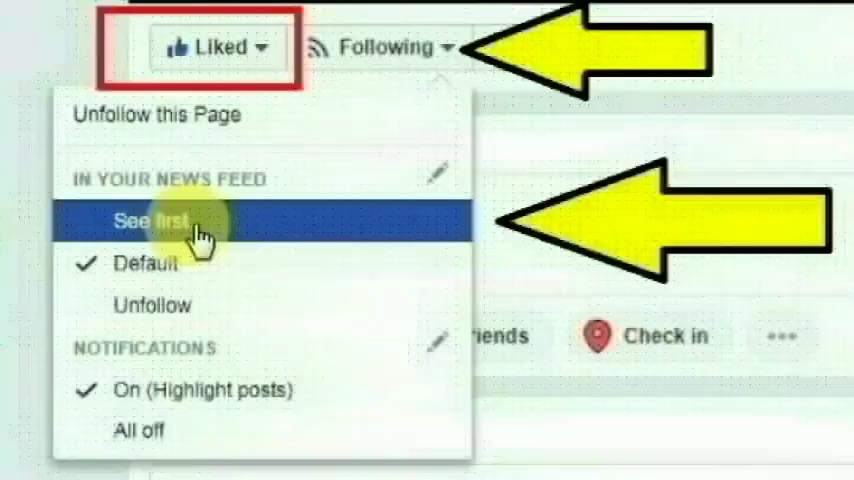 Liked Following
Unfollow this Page
IN YOUR NEWS FEED
See first
Default
Unfollow
riends Check in
NOTIFICATIONS
On (Highlight posts)
All off